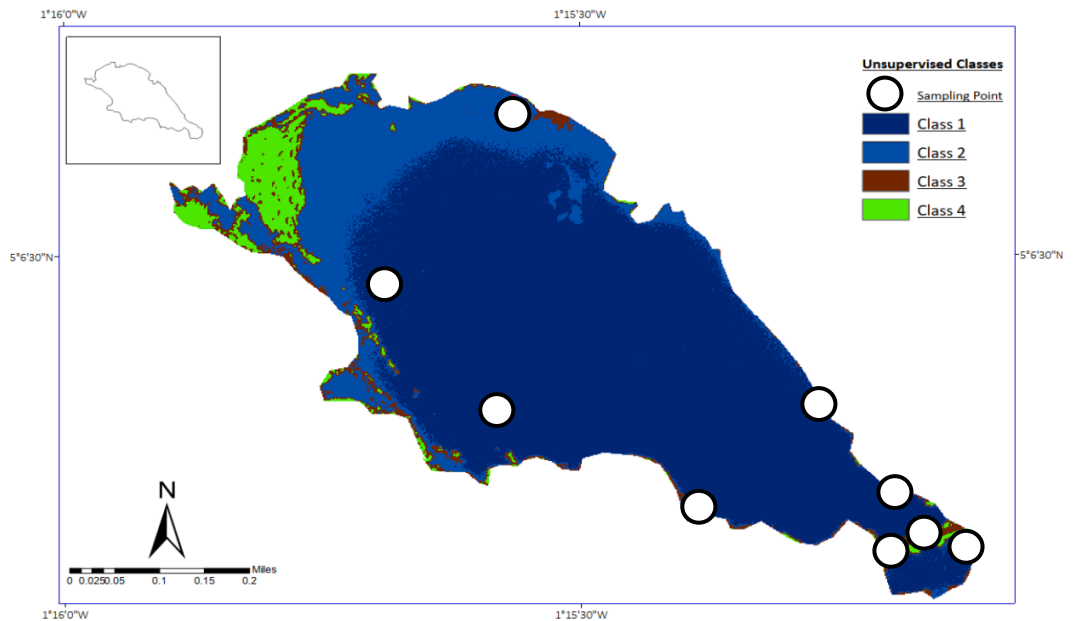 1°16'0"W
1°15'30"W
Unsupervised Classes
Sampling Point
Class 1
Class 2
Class 3
Class 4
5°6'30"N
5°6'30"N
N
Miles
0 0.025 0.05 0.1 0.15 0.2
1°16'0"W
1°15'30"W